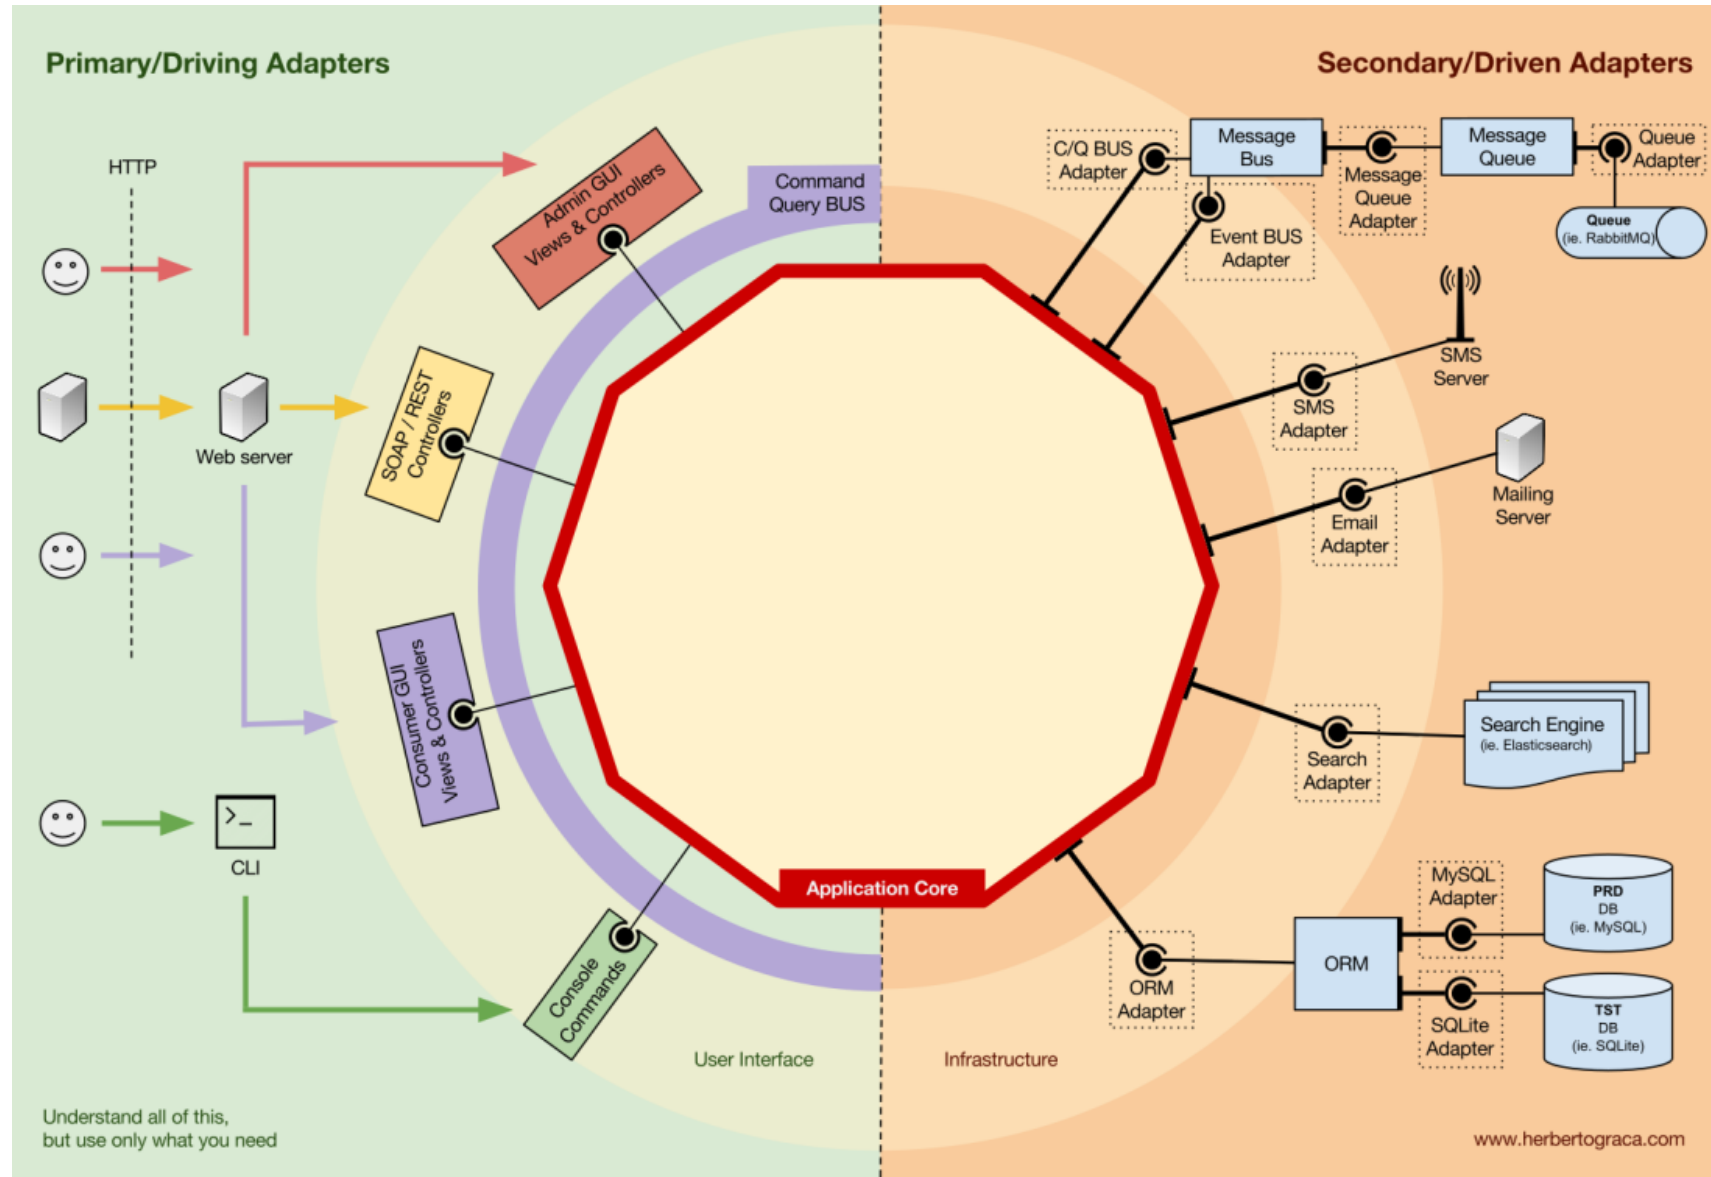 Primary/Driving Adapters
Secondary/Driven Adapters
HTTP
Web server
CLI
Admin GUI
Views & Controllers
SOAP / REST
Controllers
Consumer GUI
Views & Controllers
Console
Commands
Command
Query BUS
Application Core
User Interface
Infrastructure
C/Q BUS
Adapter
Message
Bus
Event BUS
Adapter
Message
Queue
Adapter
Message
Queue
Queue
Adapter
Queue
(ie. RabbitMQ)
SMS
Server
SMS
Adapter
Mailing
Server
Email
Adapter
Search
Adapter
Search Engine
(ie. Elasticsearch)
ORM
Adapter
ORM
MySQL
Adapter
PRD
DB
(ie. MySQL)
SQLite
Adapter
TST
DB
(ie. SQLite)
Understand all of this,
but use only what you need
www.herbertograca.com